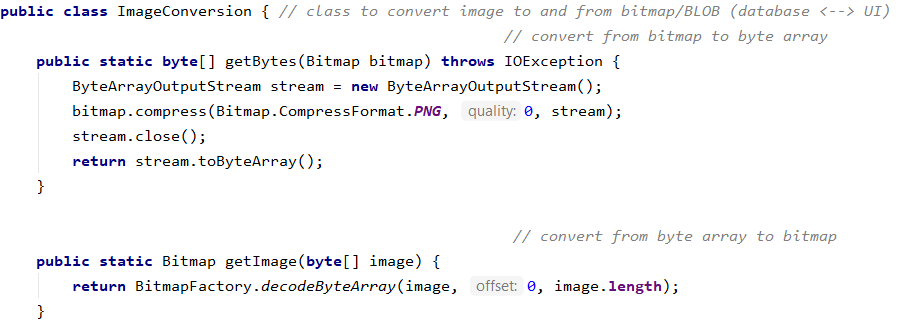 public class ImageConversion { // class to convert image to and from bitmap/BLOB (database <--> UI)
// convert from bitmap to byte array
public static byte[] getBytes(Bitmap bitmap) throws IOException {
ByteArrayOutputStream stream = new ByteArrayOutputStream();
bitmap.compress(Bitmap.CompressFormat.PNG, quality: 0, stream);
stream.close();
return stream.toByteArray();
}
// convert from byte array to bitmap
public static Bitmap getImage(byte[] image) {
return BitmapFactory.decodeByteArray(image, offset: 0, image.length);
}